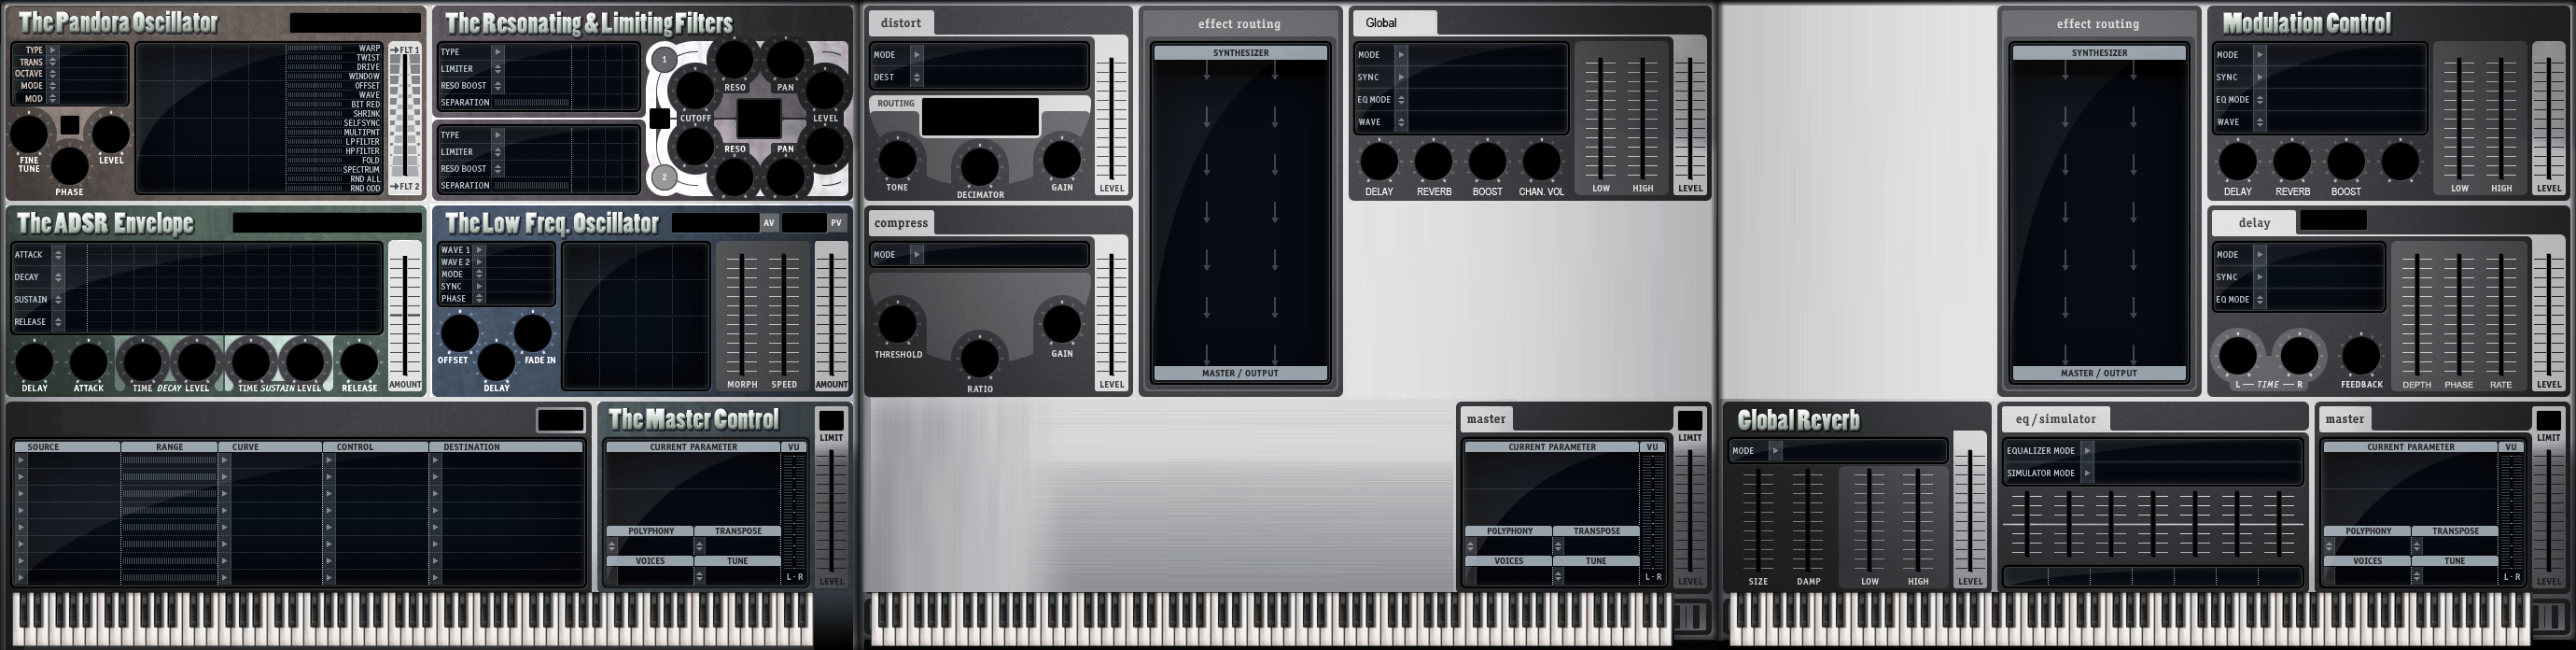 The Pandora Oscillator
TYPE
TRANS
OCTAVE
MODE
MOD
WARP
TWIST
DRIVE
WINDOW
OFFSET
WAVE
BIT RED
SHRINK
SELFSYNC
MULTIPNT
LP FILTER
HP FILTER
FOLD
SPECTRUM
RND ALL
RND ODD
FLT 1
FLT 2
FINE TUNE
PHASE
LEVEL
The Resonating & Limiting Filters
TYPE
LIMITER
RESO BOOST
SEPARATION
TYPE
LIMITER
RESO BOOST
SEPARATION
1
RESO
PAN
CUTOFF
LEVEL
RESO
PAN
2
distort
MODE
DEST
ROUTING
TONE
DECIMATOR
GAIN
LEVEL
effect routing
SYNTHESIZER
MASTER / OUTPUT
Global
MODE
SYNC
EQ MODE
WAVE
DELAY
REVERB
BOOST
CHAN. VOL
LOW
HIGH
LEVEL
effect routing
SYNTHESIZER
MASTER / OUTPUT
Modulation Control
MODE
SYNC
EQ MODE
WAVE
DELAY
REVERB
BOOST
LOW
HIGH
LEVEL
The ADSR Envelope
ATTACK
DECAY
SUSTAIN
RELEASE
DELAY
ATTACK
TIME DECAY LEVEL
TIME SUSTAIN LEVEL
RELEASE
AMOUNT
The Low Freq. Oscillator
AV
PV
WAVE 1
WAVE 2
MODE
SYNC
PHASE
OFFSET
DELAY
FADE IN
MORPH
SPEED
AMOUNT
compress
MODE
THRESHOLD
RATIO
GAIN
LEVEL
delay
MODE
SYNC
EQ MODE
L — TIME — R
FEEDBACK
DEPTH
PHASE
RATE
LEVEL
SOURCE
RANGE
CURVE
CONTROL
DESTINATION
The Master Control
LIMIT
CURRENT PARAMETER
VU
POLYPHONY
TRANSPOSE
VOICES
TUNE
L - R
LEVEL
master
LIMIT
CURRENT PARAMETER
VU
POLYPHONY
TRANSPOSE
VOICES
TUNE
L - R
LEVEL
Global Reverb
MODE
SIZE
DAMP
LOW
HIGH
LEVEL
eq / simulator
EQUALIZER MODE
SIMULATOR MODE
master
LIMIT
CURRENT PARAMETER
VU
POLYPHONY
TRANSPOSE
VOICES
TUNE
L - R
LEVEL